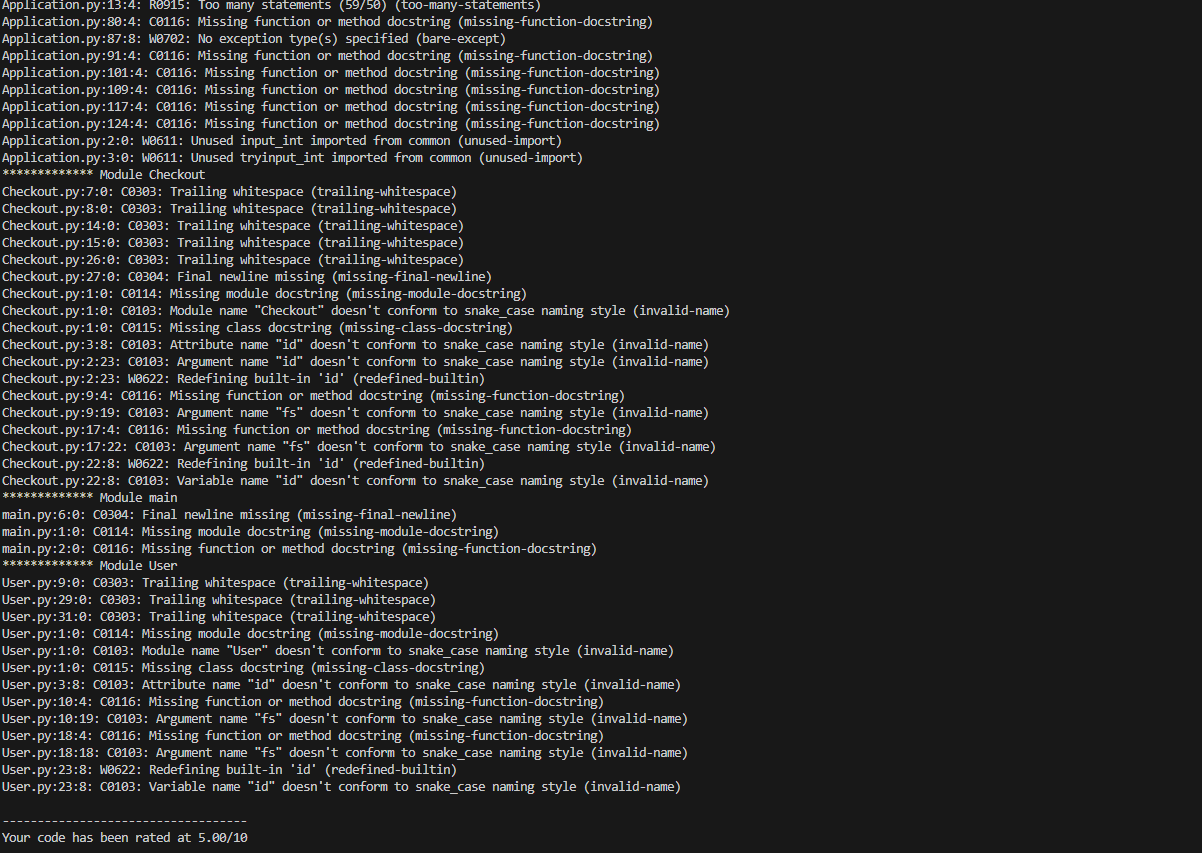 Application.py:13:4: R0915: Too many statements (59/50) (too-many-statements)
Application.py:80:4: C0116: Missing function or method docstring (missing-function-docstring)
Application.py:87:8: W0702: No exception type(s) specified (bare-except)
Application.py:91:4: C0116: Missing function or method docstring (missing-function-docstring)
Application.py:101:4: C0116: Missing function or method docstring (missing-function-docstring)
Application.py:109:4: C0116: Missing function or method docstring (missing-function-docstring)
Application.py:117:4: C0116: Missing function or method docstring (missing-function-docstring)
Application.py:124:4: C0116: Missing function or method docstring (missing-function-docstring)
Application.py:2:0: W0611: Unused input_int imported from common (unused-import)
Application.py:3:0: W0611: Unused tryinput_int imported from common (unused-import)
************* Module Checkout
Checkout.py:7:0: C0303: Trailing whitespace (trailing-whitespace)
Checkout.py:8:0: C0303: Trailing whitespace (trailing-whitespace)
Checkout.py:14:0: C0303: Trailing whitespace (trailing-whitespace)
Checkout.py:15:0: C0303: Trailing whitespace (trailing-whitespace)
Checkout.py:26:0: C0303: Trailing whitespace (trailing-whitespace)
Checkout.py:27:0: C0304: Final newline missing (missing-final-newline)
Checkout.py:1:0: C0114: Missing module docstring (missing-module-docstring)
Checkout.py:1:0: C0103: Module name "Checkout" doesn't conform to snake_case naming style (invalid-name)
Checkout.py:1:0: C0115: Missing class docstring (missing-class-docstring)
Checkout.py:3:8: C0103: Attribute name "id" doesn't conform to snake_case naming style (invalid-name)
Checkout.py:2:23: C0103: Argument name "id" doesn't conform to snake_case naming style (invalid-name)
Checkout.py:2:23: W0622: Redefining built-in 'id' (redefined-builtin)
Checkout.py:9:4: C0116: Missing function or method docstring (missing-function-docstring)
Checkout.py:9:19: C0103: Argument name "fs" doesn't conform to snake_case naming style (invalid-name)
Checkout.py:17:4: C0116: Missing function or method docstring (missing-function-docstring)
Checkout.py:17:22: C0103: Argument name "fs" doesn't conform to snake_case naming style (invalid-name)
Checkout.py:22:8: W0622: Redefining built-in 'id' (redefined-builtin)
Checkout.py:22:8: C0103: Variable name "id" doesn't conform to snake_case naming style (invalid-name)
************* Module main
main.py:6:0: C0304: Final newline missing (missing-final-newline)
main.py:1:0: C0114: Missing module docstring (missing-module-docstring)
main.py:2:0: C0116: Missing function or method docstring (missing-function-docstring)
************* Module User
User.py:9:0: C0303: Trailing whitespace (trailing-whitespace)
User.py:29:0: C0303: Trailing whitespace (trailing-whitespace)
User.py:31:0: C0303: Trailing whitespace (trailing-whitespace)
User.py:1:0: C0114: Missing module docstring (missing-module-docstring)
User.py:1:0: C0103: Module name "User" doesn't conform to snake_case naming style (invalid-name)
User.py:1:0: C0115: Missing class docstring (missing-class-docstring)
User.py:3:8: C0103: Attribute name "id" doesn't conform to snake_case naming style (invalid-name)
User.py:10:4: C0116: Missing function or method docstring (missing-function-docstring)
User.py:10:19: C0103: Argument name "fs" doesn't conform to snake_case naming style (invalid-name)
User.py:18:4: C0116: Missing function or method docstring (missing-function-docstring)
User.py:18:18: C0103: Argument name "fs" doesn't conform to snake_case naming style (invalid-name)
User.py:23:8: W0622: Redefining built-in 'id' (redefined-builtin)
User.py:23:8: C0103: Variable name "id" doesn't conform to snake_case naming style (invalid-name)

-----------------------------------
Your code has been rated at 5.00/10